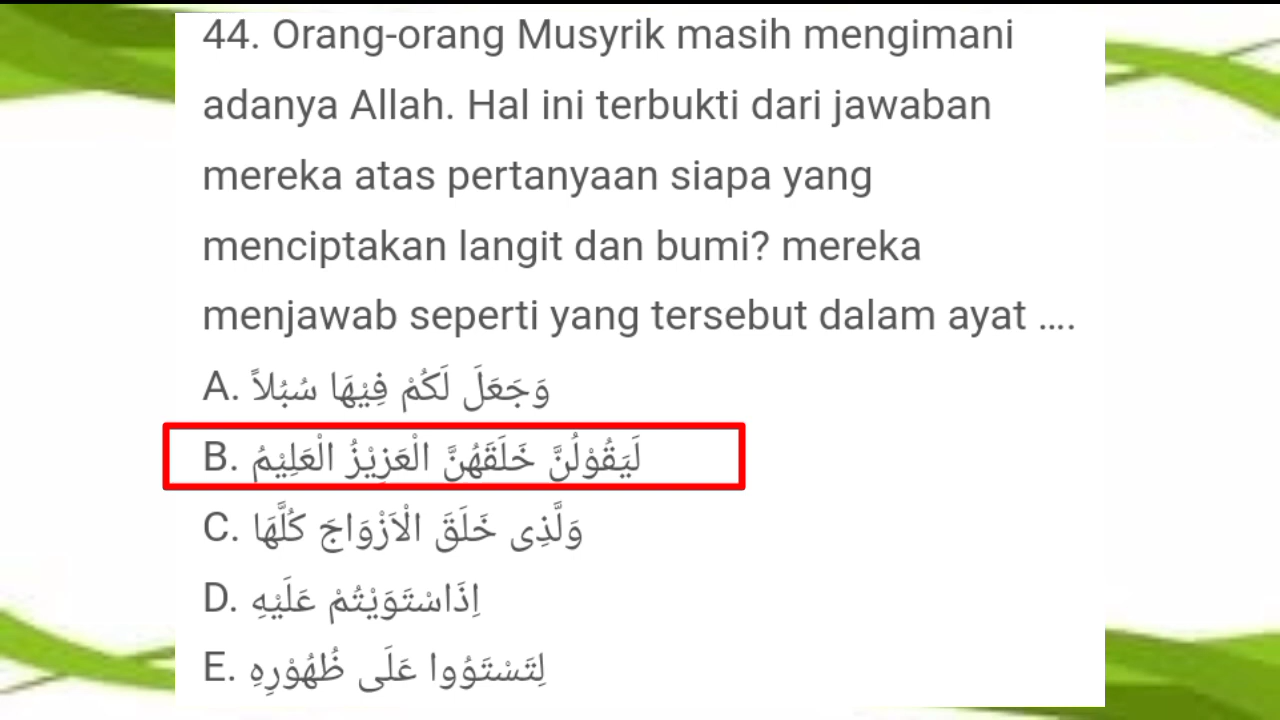 44. Orang-orang Musyrik masih mengimani
adanya Allah. Hal ini terbukti dari jawaban
mereka atas pertanyaan siapa yang
menciptakan langit dan bumi? mereka
menjawab seperti yang tersebut dalam ayat ....
A. وَجَعَلَ لَكُمْ فِيْهَا سُبُلاً
B. لَيَقُوْلُنَّ خَلَقَهُنَّ الْعَزِيْزُ الْعَلِيْمُ
C. وَلَّذِى خَلَقَ الْاَزْوَاجَ كُلَّهَا
D. اِذَاسْتَوَيْتُمْ عَلَيْهِ
E. لِتَسْتَوُوا عَلَى ظُهُوْرِهِ